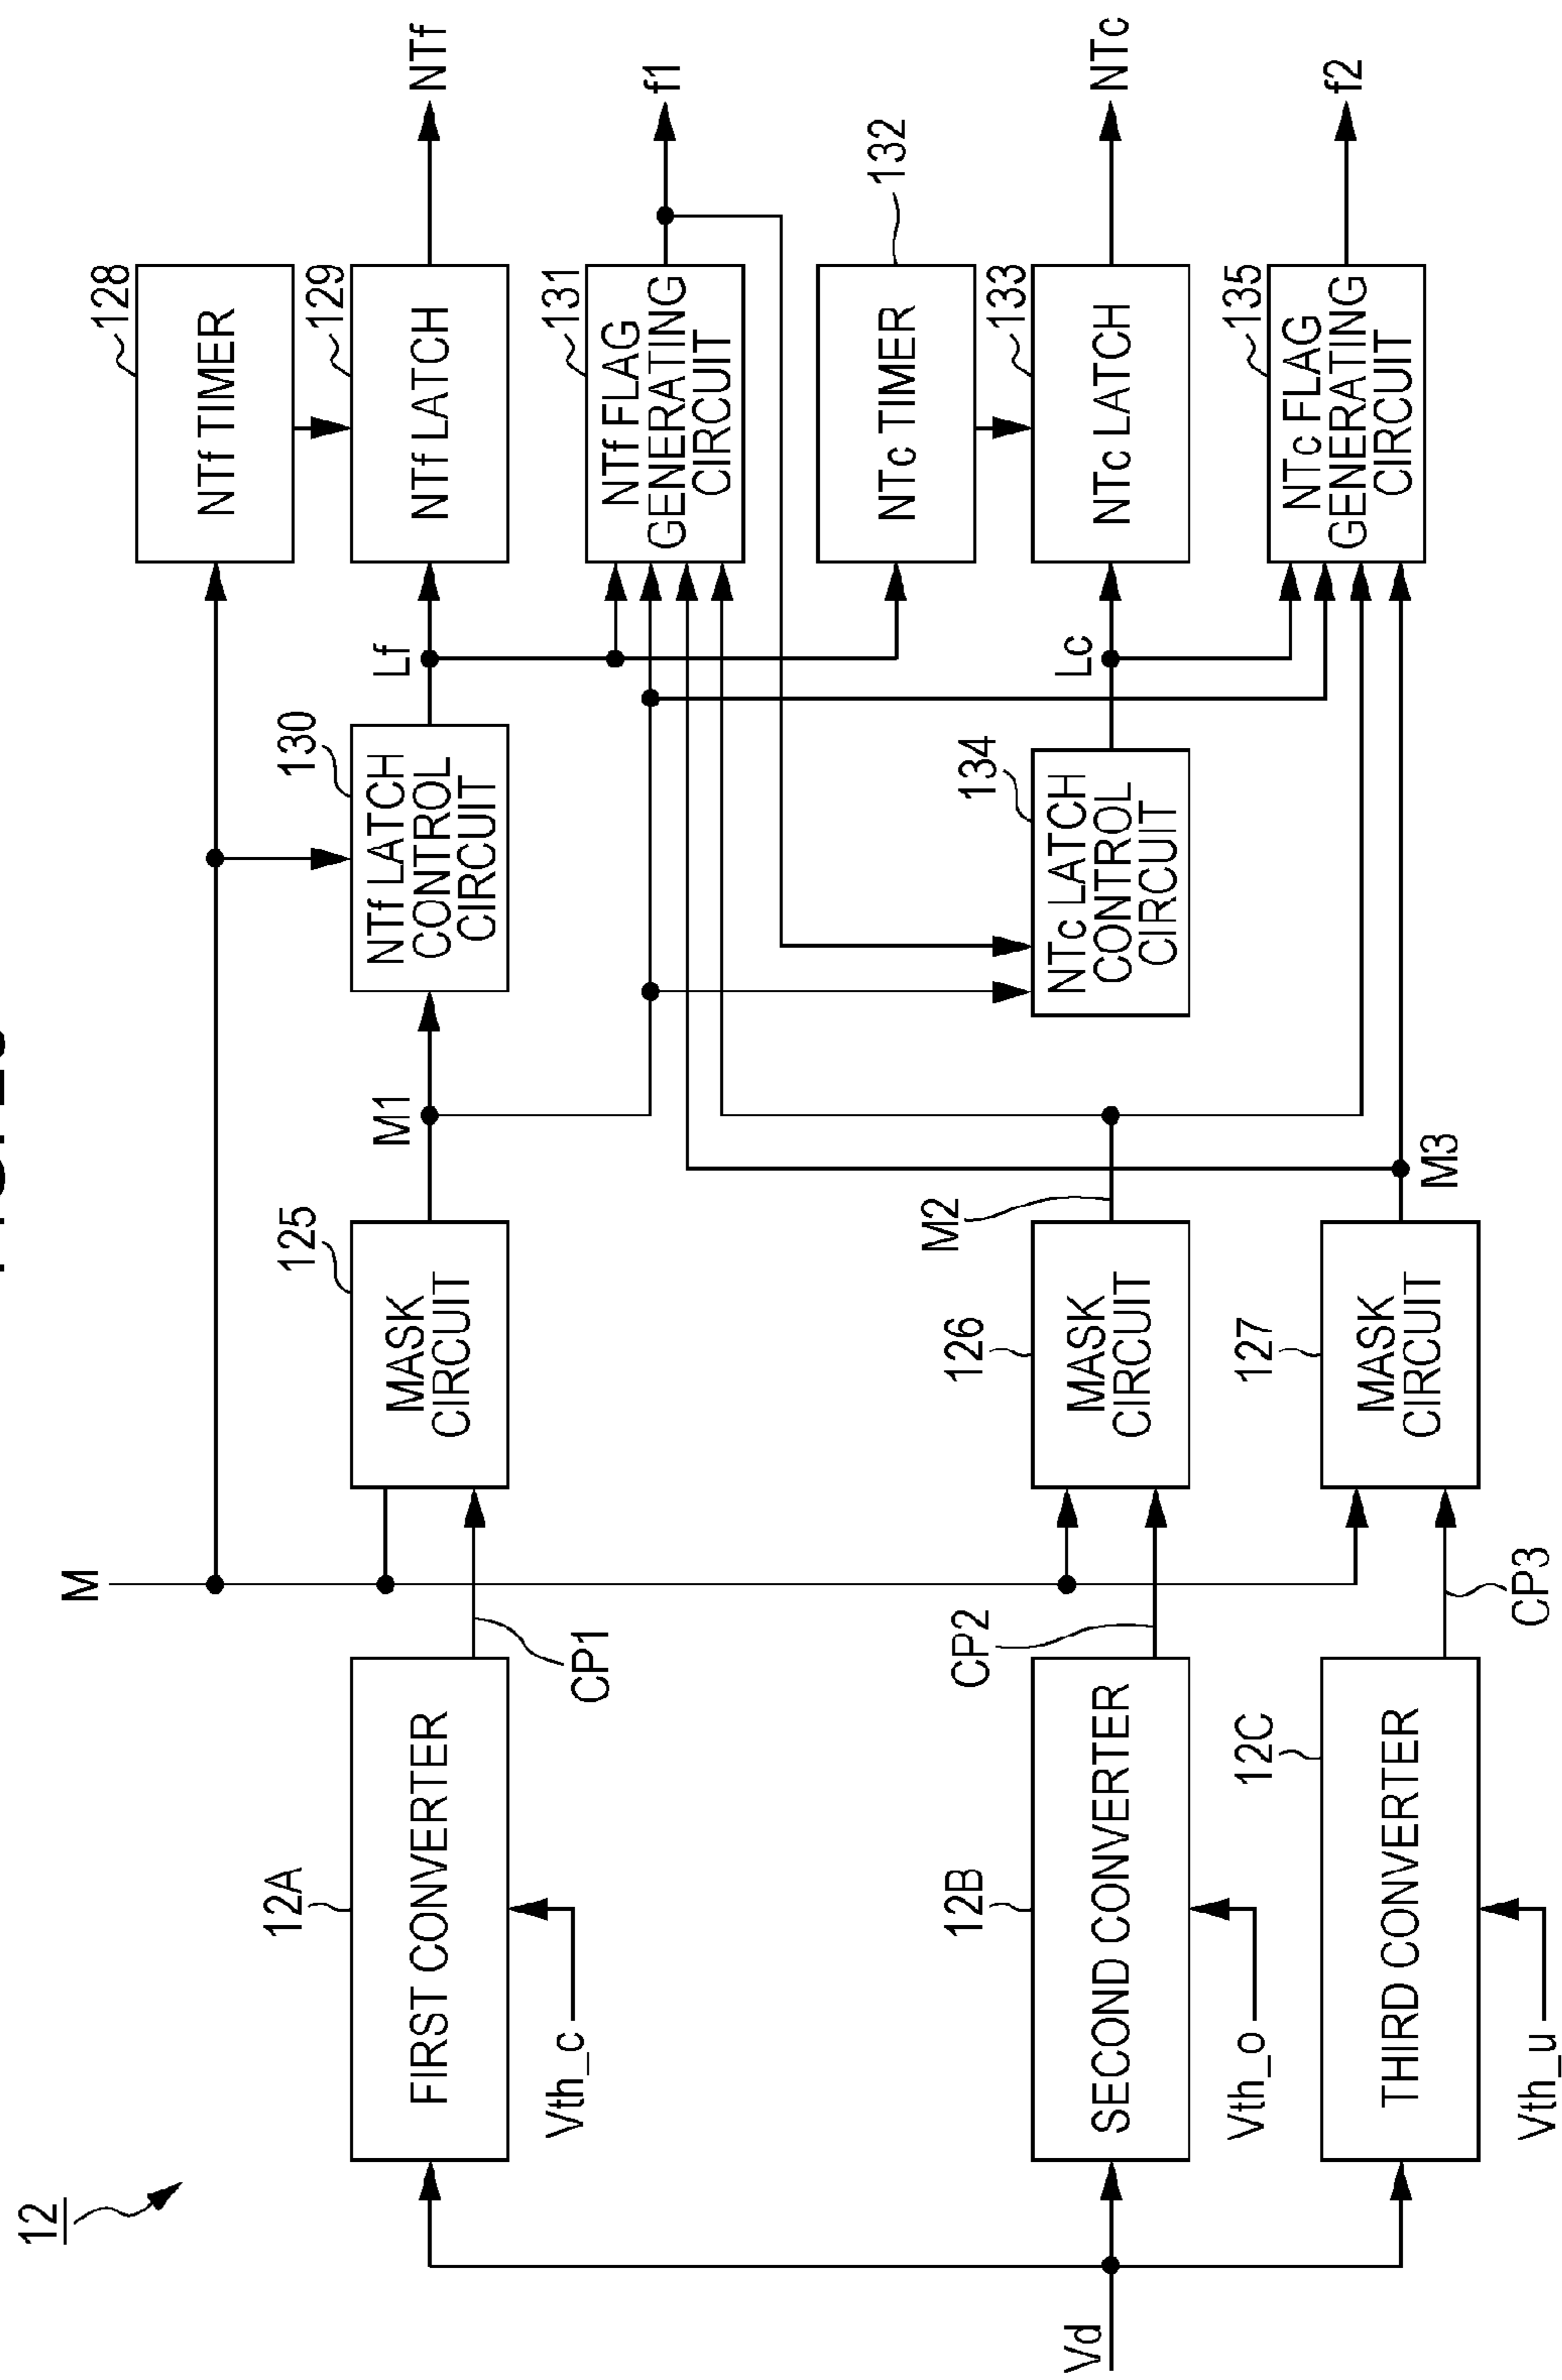 12
Vd
12A
FIRST CONVERTER
Vth_c
12B
SECOND CONVERTER
Vth_o
12C
THIRD CONVERTER
Vth_u
M
CP1
CP2
CP3
125
MASK
CIRCUIT
126
MASK
CIRCUIT
127
MASK
CIRCUIT
M1
M2
M3
130
NTf LATCH
CONTROL
CIRCUIT
134
NTc LATCH
CONTROL
CIRCUIT
Lf
Lc
128
NTf TIMER
129
NTf LATCH
131
NTf FLAG
GENERATING
CIRCUIT
132
NTc TIMER
133
NTc LATCH
135
NTc FLAG
GENERATING
CIRCUIT
NTf
f1
NTc
f2